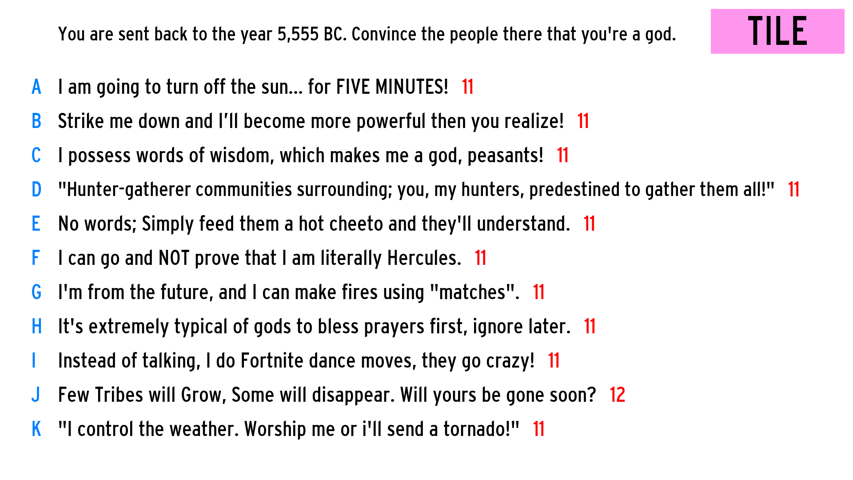 You are sent back to the year 5,555 BC. Convince the people there that you're a god.
TILE
A I am going to turn off the sun... for FIVE MINUTES! 11
B Strike me down and I’ll become more powerful then you realize! 11
C I possess words of wisdom, which makes me a god, peasants! 11
D "Hunter-gatherer communities surrounding; you, my hunters, predestined to gather them all!" 11
E No words; Simply feed them a hot cheeto and they'll understand. 11
F I can go and NOT prove that I am literally Hercules. 11
G I'm from the future, and I can make fires using "matches". 11
H It's extremely typical of gods to bless prayers first, ignore later. 11
I Instead of talking, I do Fortnite dance moves, they go crazy! 11
J Few Tribes will Grow, Some will disappear. Will yours be gone soon? 12
K "I control the weather. Worship me or i'll send a tornado!" 11